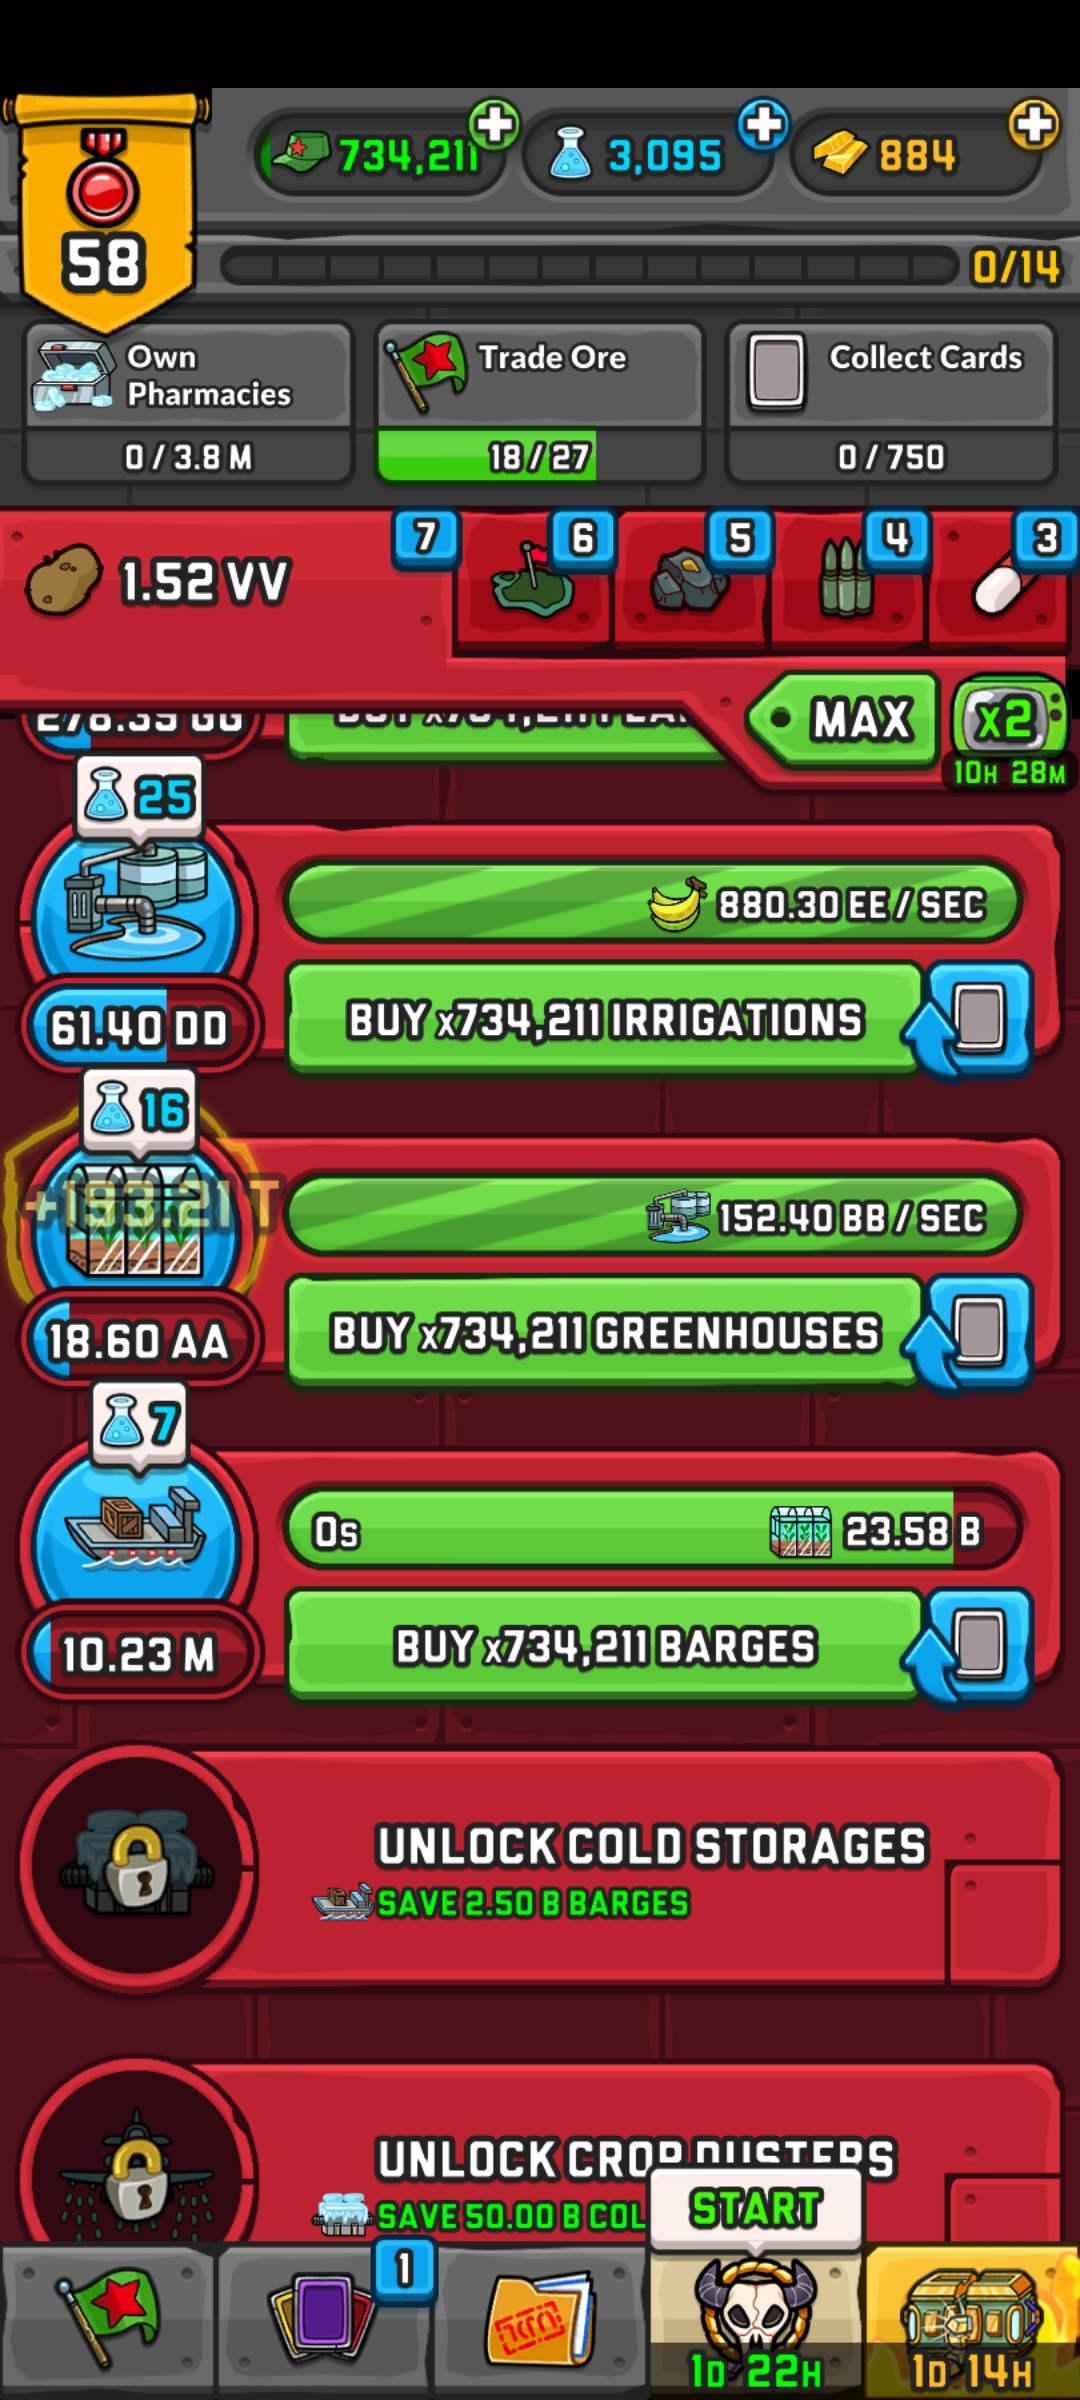 734,211
3,095
884
58
0/14
Own
Pharmacies
0 / 3.8 M
Trade Ore
18 / 27
Collect Cards
0 / 750
1.52 VV
7
6
5
4
3
MAX
x2
10H 28M
278.35 GG
25
880.30 EE / SEC
61.40 DD
BUY x734,211 IRRIGATIONS
16
+193.21 T
152.40 BB / SEC
18.60 AA
BUY x734,211 GREENHOUSES
7
0s
23.58 B
10.23 M
BUY x734,211 BARGES
UNLOCK COLD STORAGES
SAVE 2.50 B BARGES
UNLOCK CROP DUSTERS
SAVE 50.00 B COL
START
1
1D 22H
1D 14H